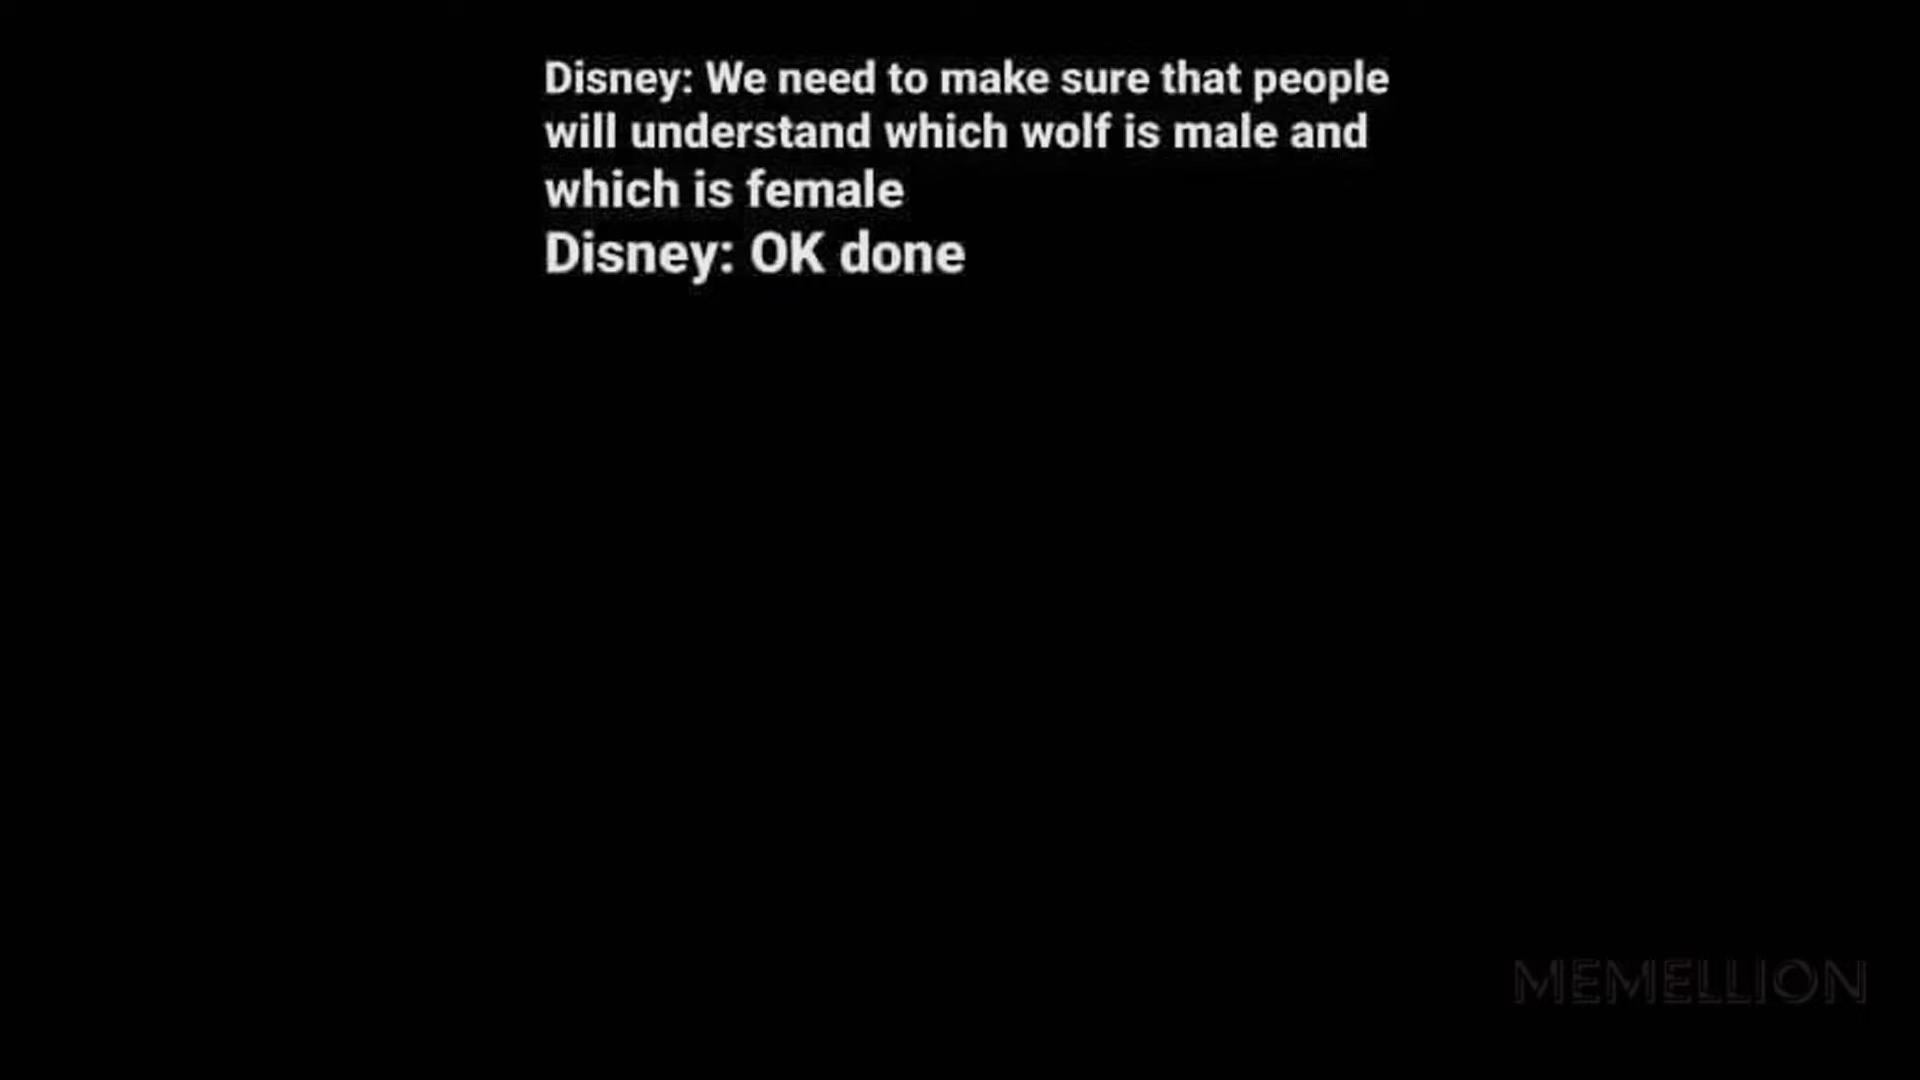 Disney: We need to make sure that people
will understand which wolf is male and
which is female
Disney: OK done
MEMELLION